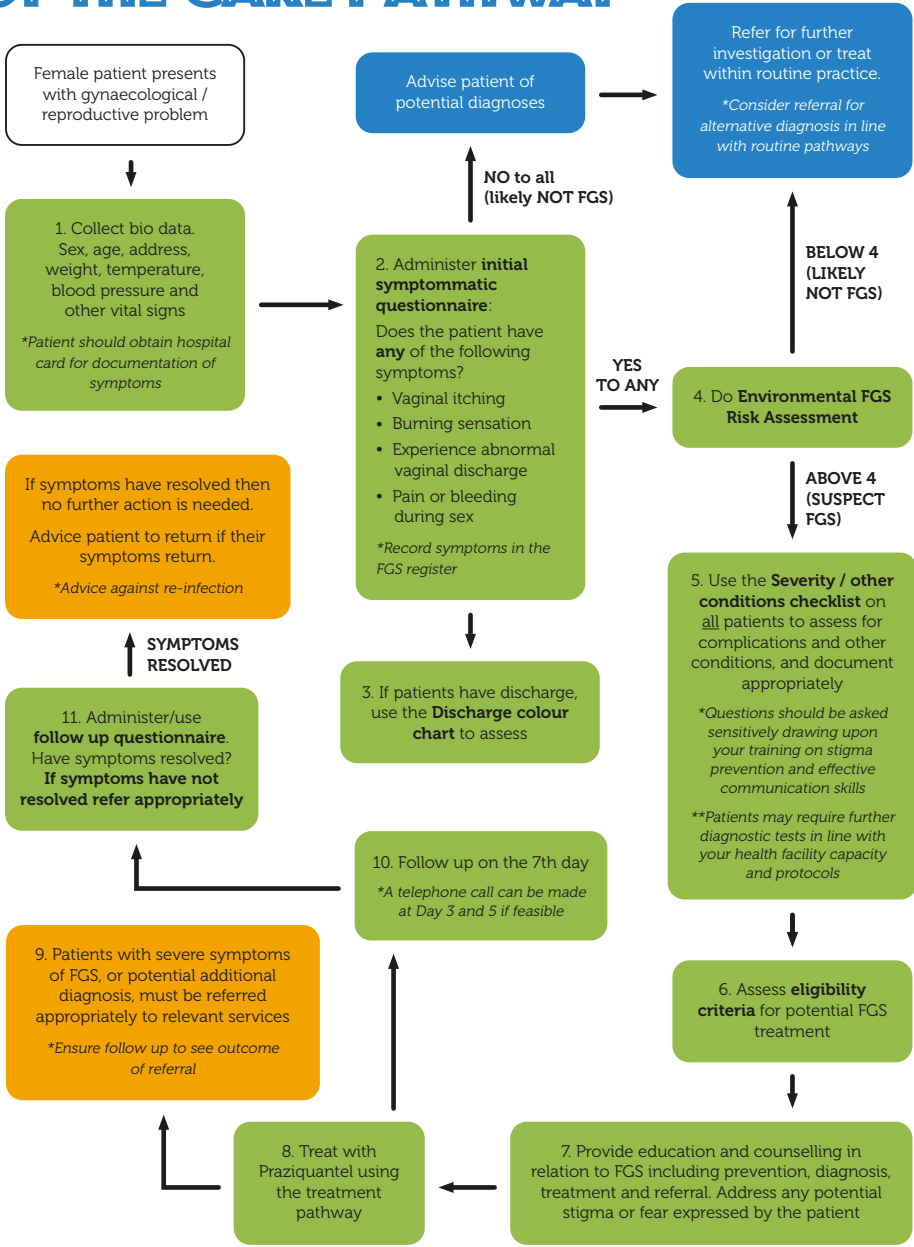 OF THE CARE PATHWAY
Female patient presents
with gynaecological /
reproductive problem
1. Collect bio data.
Sex, age, address,
weight, temperature,
blood pressure and
other vital signs
*Patient should obtain hospital
card for documentation of
symptoms
2. Administer initial
symptommatic
questionnaire:
Does the patient have
any of the following
symptoms?
• Vaginal itching
• Burning sensation
• Experience abnormal
vaginal discharge
• Pain or bleeding
during sex
*Record symptoms in the
FGS register
NO to all
(likely NOT FGS)
Advise patient of
potential diagnoses
Refer for further
investigation or treat
within routine practice.
*Consider referral for
alternative diagnosis in line
with routine pathways
YES
TO ANY
3. If patients have discharge,
use the Discharge colour
chart to assess
4. Do Environmental FGS
Risk Assessment
BELOW 4
(LIKELY
NOT FGS)
ABOVE 4
(SUSPECT
FGS)
5. Use the Severity / other
conditions checklist on
all patients to assess for
complications and other
conditions, and document
appropriately
*Questions should be asked
sensitively drawing upon
your training on stigma
prevention and effective
communication skills
**Patients may require further
diagnostic tests in line with
your health facility capacity
and protocols
6. Assess eligibility
criteria for potential FGS
treatment
7. Provide education and counselling in
relation to FGS including prevention, diagnosis,
treatment and referral. Address any potential
stigma or fear expressed by the patient
8. Treat with
Praziquantel using
the treatment
pathway
9. Patients with severe symptoms
of FGS, or potential additional
diagnosis, must be referred
appropriately to relevant services
*Ensure follow up to see outcome
of referral
10. Follow up on the 7th day
*A telephone call can be made
at Day 3 and 5 if feasible
11. Administer/use
follow up questionnaire.
Have symptoms resolved?
If symptoms have not
resolved refer appropriately
SYMPTOMS
RESOLVED
If symptoms have resolved then
no further action is needed.
Advice patient to return if their
symptoms return.
*Advice against re-infection